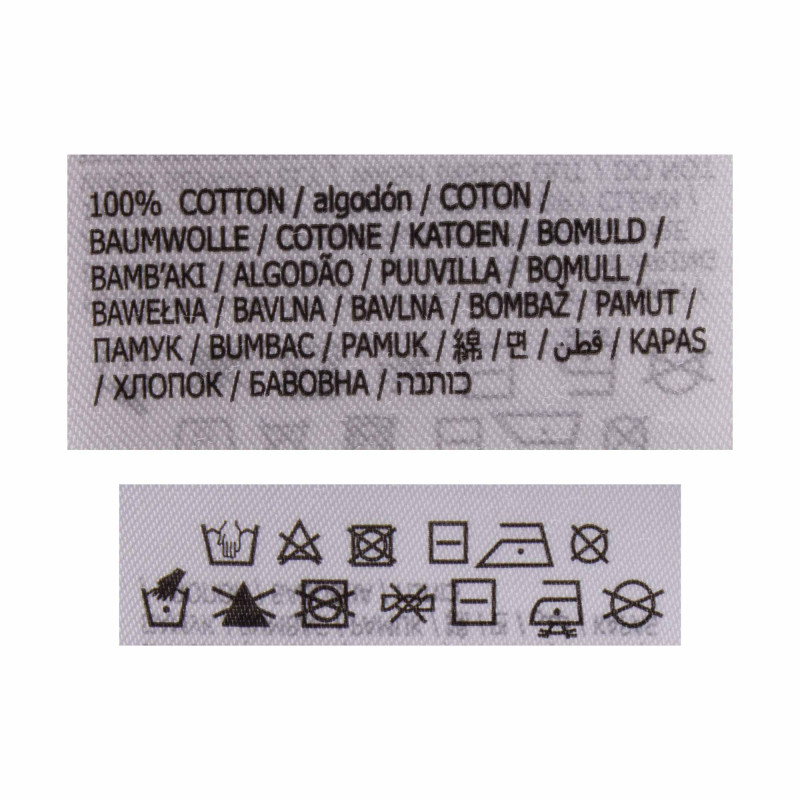 100% COTTON / algodón / COTON /
BAUMWOLLE / COTONE / KATOEN / BOMULD /
BAMB'AKI / ALGODÃO / PUUVILLA / BOMULL /
BAWEŁNA / BAVLNA / BAVLNA / BOMBAŽ / PAMUT /
ПАМУК / BUMBAC / PAMUK / 綿 / 면 / قطن / KAPAS
/ ХЛОПОК / БАВОВНА / כותנה